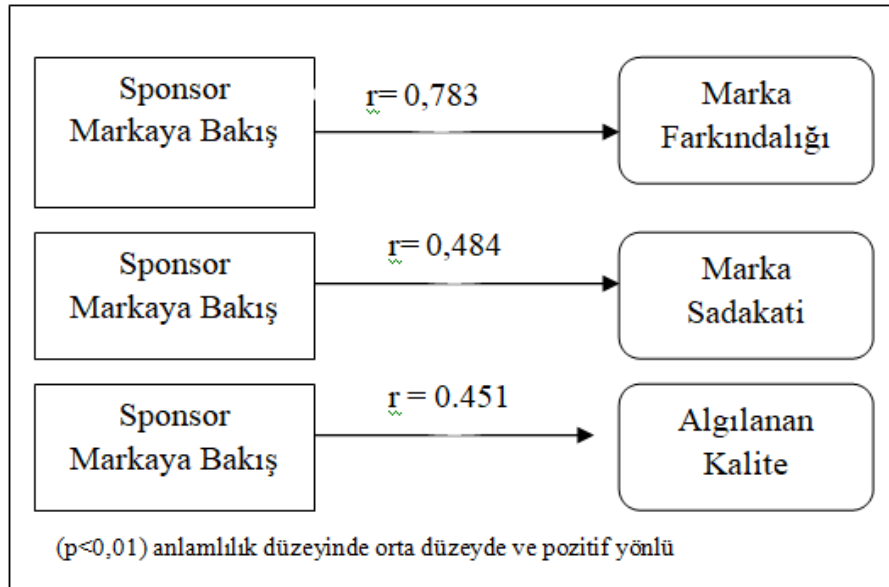 Sponsor
Markaya Bakış
r= 0,783
Marka
Farkındalığı
Sponsor
Markaya Bakış
r= 0,484
Marka
Sadakati
Sponsor
Markaya Bakış
r = 0.451
Algılanan
Kalite
(p<0,01) anlamlılık düzeyinde orta düzeyde ve pozitif yönlü